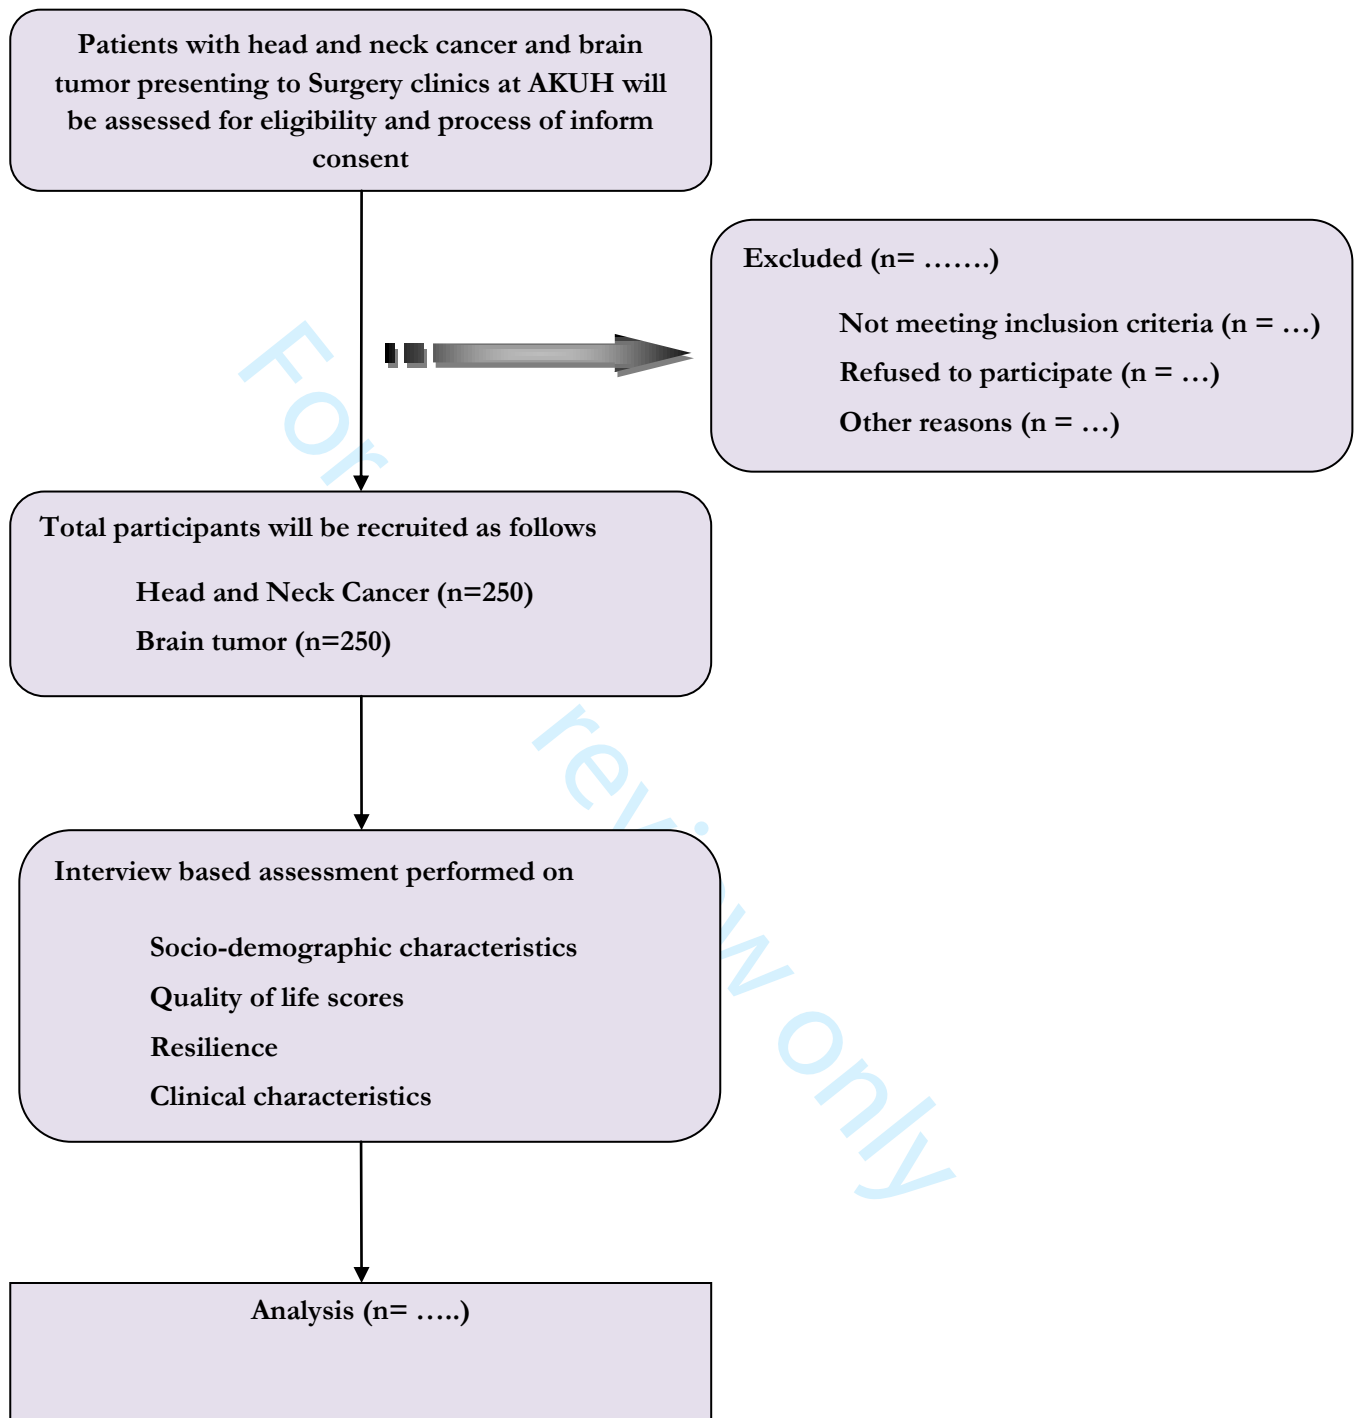 Patients with head and neck cancer and brain
tumor presenting to Surgery clinics at AKUH will
be assessed for eligibility and process of inform
consent
Excluded (n= …….)
Not meeting inclusion criteria (n = …)
Refused to participate (n = …)
Other reasons (n = …)
Total participants will be recruited as follows
Head and Neck Cancer (n=250)
Brain tumor (n=250)
Interview based assessment performed on
Socio-demographic characteristics
Quality of life scores
Resilience
Clinical characteristics
Analysis (n= …..)
For review only